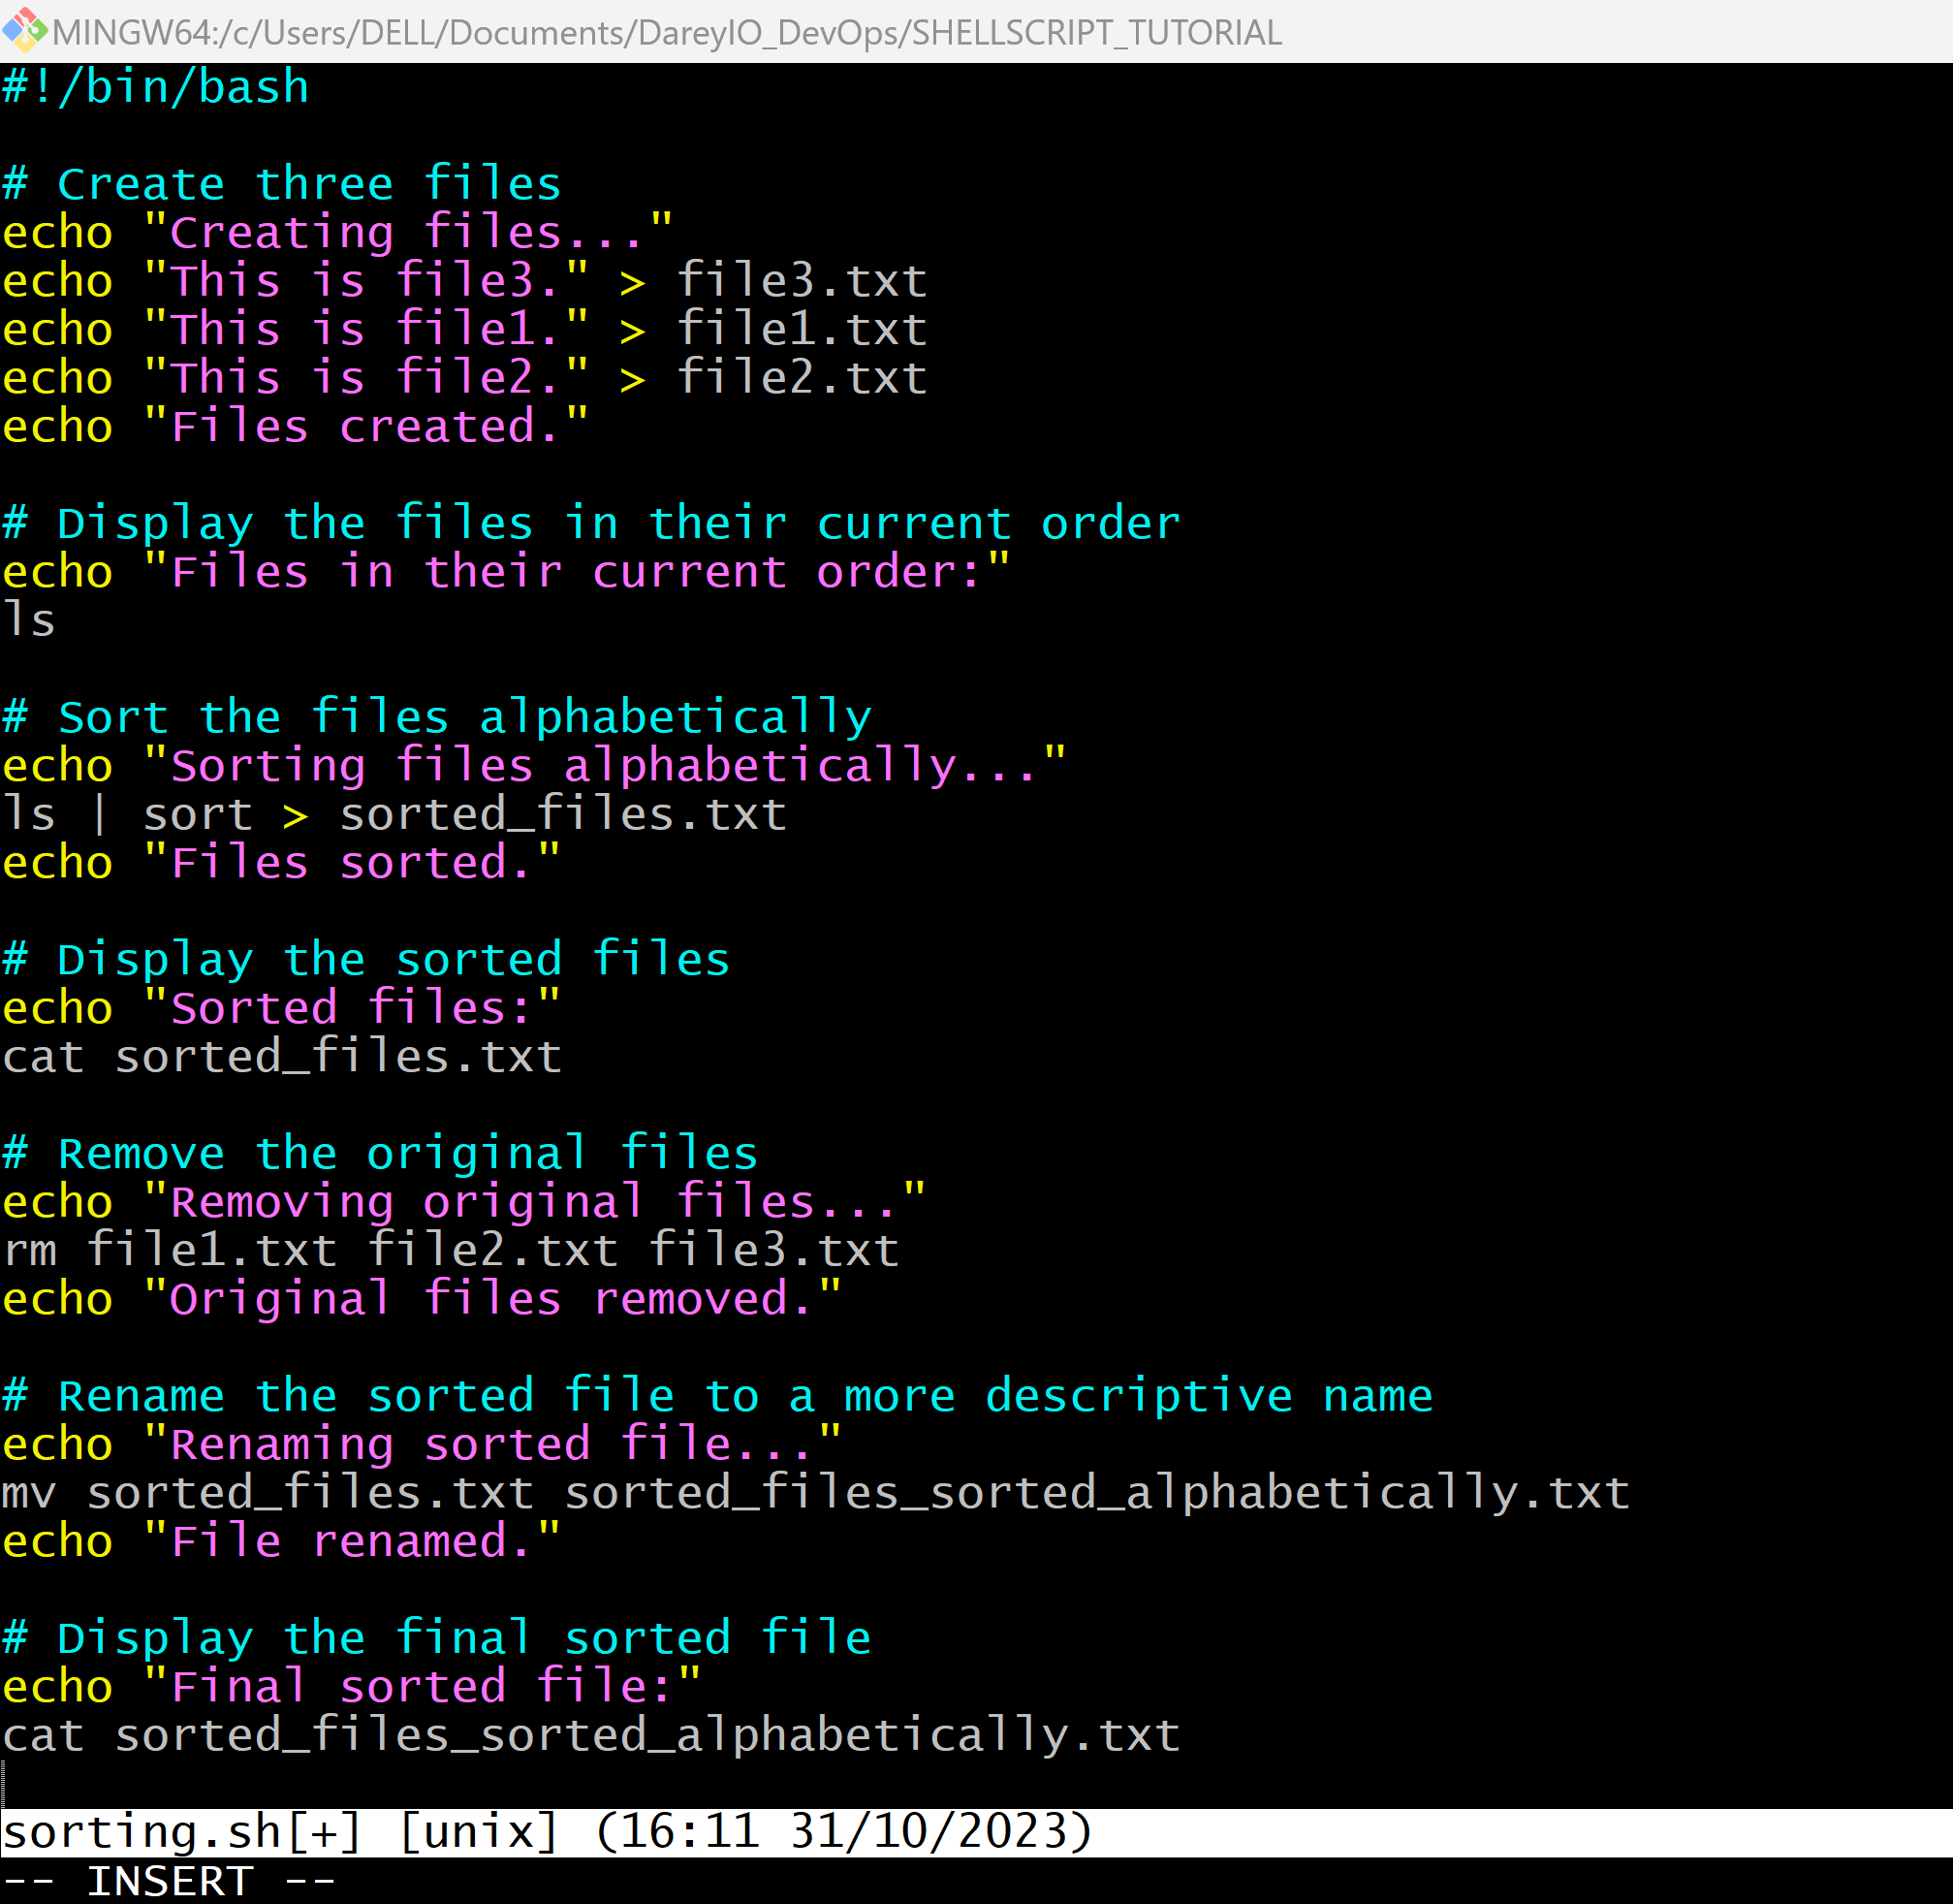 MINGW64:/c/Users/DELL/Documents/DareyIO_DevOps/SHELLSCRIPT_TUTORIAL
#!/bin/bash
# Create three files
echo "Creating files..."
echo "This is file3." > file3.txt
echo "This is file1." > file1.txt
echo "This is file2." > file2.txt
echo "Files created."
# Display the files in their current order
echo "Files in their current order:"
ls
# Sort the files alphabetically
echo "Sorting files alphabetically..."
ls | sort > sorted_files.txt
echo "Files sorted."
# Display the sorted files
echo "Sorted files:"
cat sorted_files.txt
# Remove the original files
echo "Removing original files..."
rm file1.txt file2.txt file3.txt
echo "Original files removed."
# Rename the sorted file to a more descriptive name
echo "Renaming sorted file..."
mv sorted_files.txt sorted_files_sorted_alphabetically.txt
echo "File renamed."
# Display the final sorted file
echo "Final sorted file:"
cat sorted_files_sorted_alphabetically.txt
sorting.sh[+] [unix] (16:11 31/10/2023)
-- INSERT --